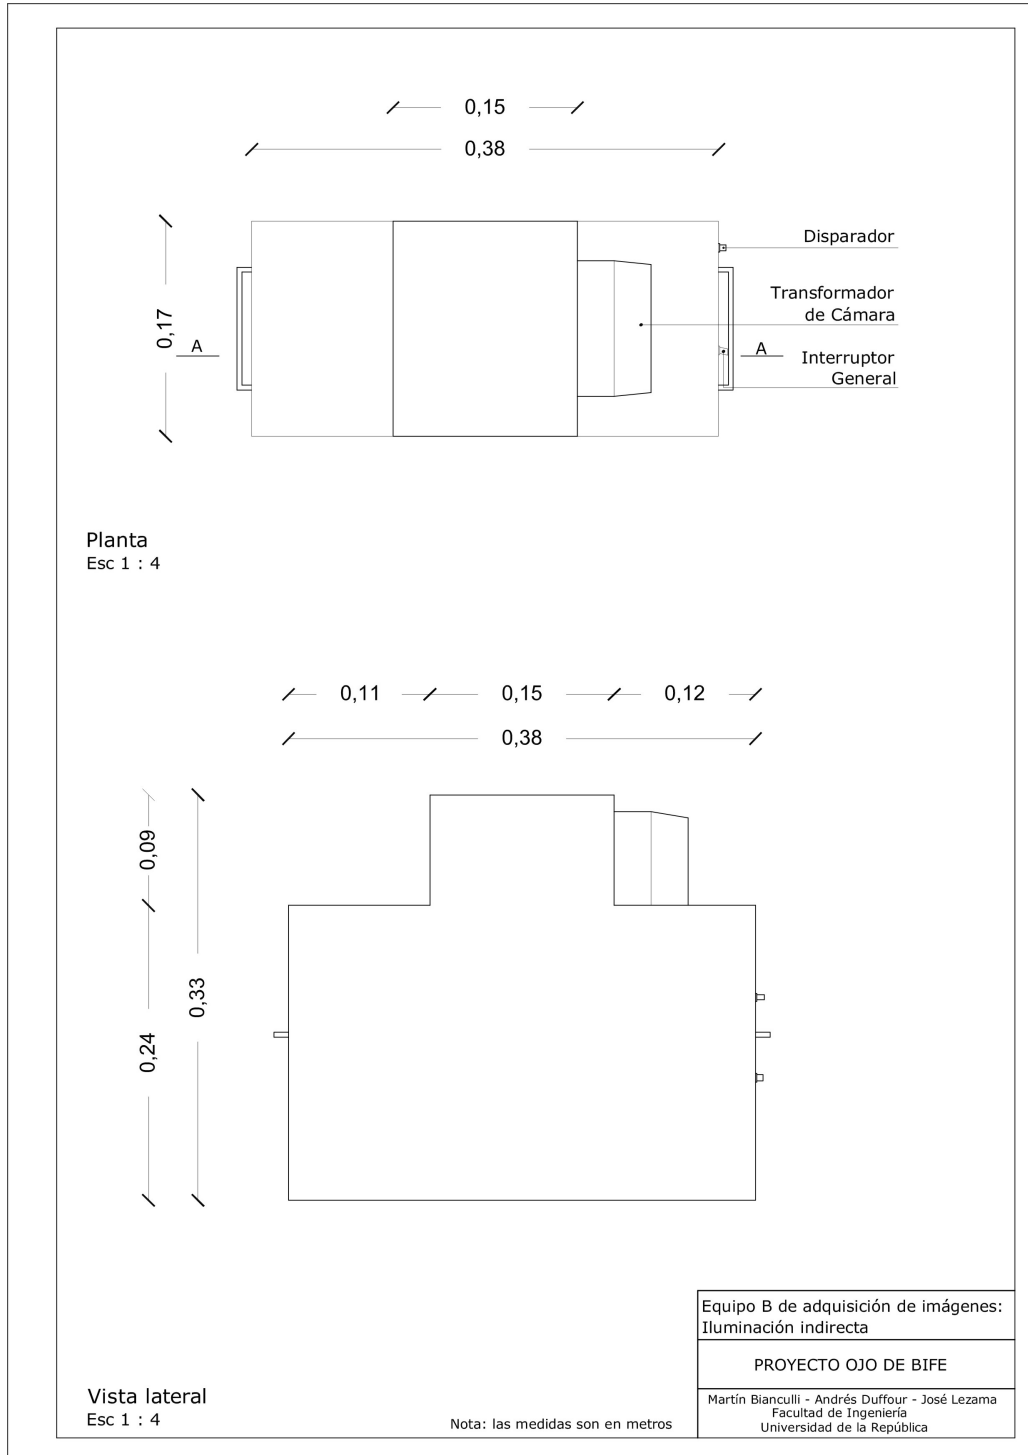 0,15
0,38
0,17
A
A
Disparador
Transformador
de Cámara
Interruptor
General
Planta
Esc 1 : 4
0,11
0,15
0,12
0,38
0,09
0,33
0,24
Vista lateral
Esc 1 : 4
Nota: las medidas son en metros
Equipo B de adquisición de imágenes:
Iluminación indirecta
PROYECTO OJO DE BIFE
Martín Bianculli - Andrés Duffour - José Lezama
Facultad de Ingeniería
Universidad de la República